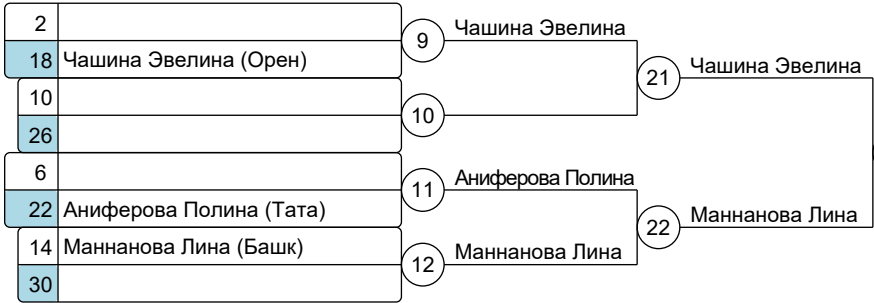 2
9 Чашина Эвелина
18 Чашина Эвелина (Орен)
21 Чашина Эвелина
10
10
26
6
11 Аниферова Полина
22 Аниферова Полина (Тата)
22 Маннанова Лина
14 Маннанова Лина (Башк)
12 Маннанова Лина
30